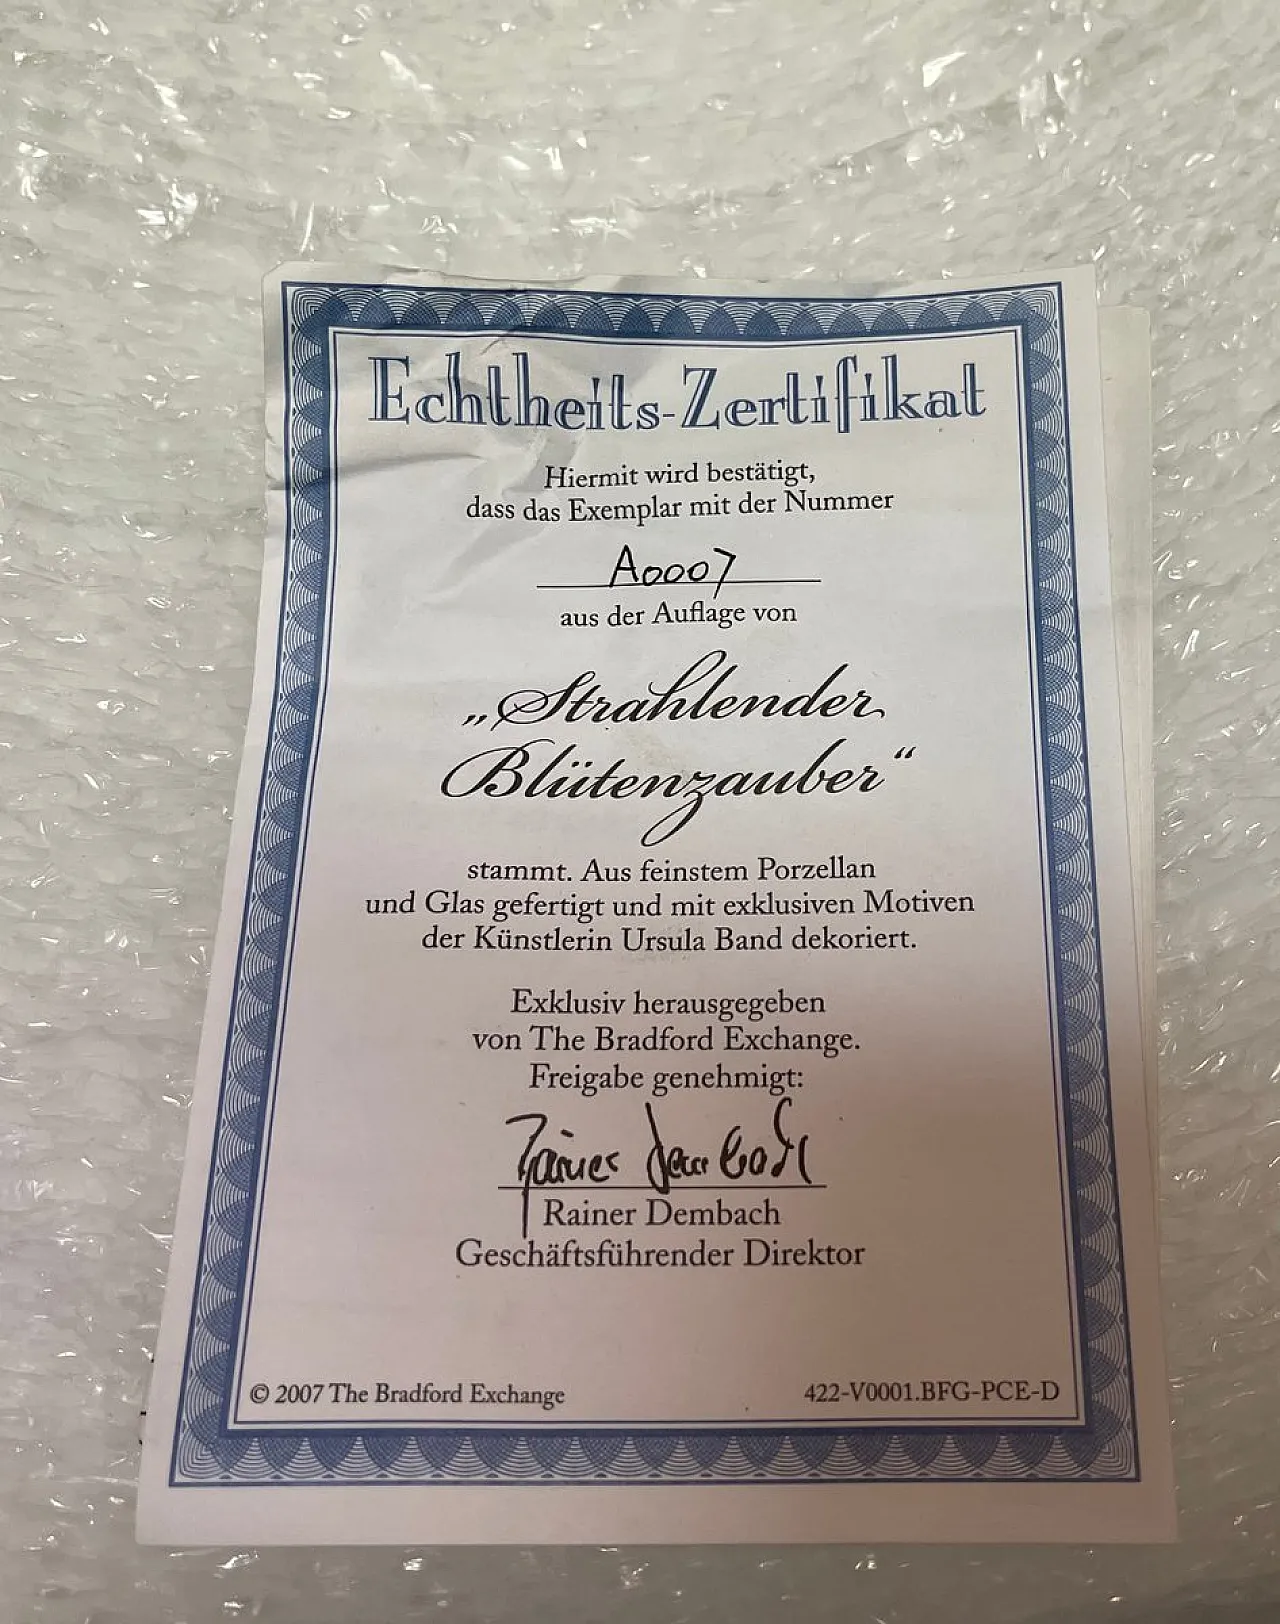 Echtheits-Zertifikat
Hiermit wird bestätigt,
dass das Exemplar mit der Nummer
A0007
aus der Auflage von
„Strahlender
Blütenzauber“
stammt. Aus feinstem Porzellan
und Glas gefertigt und mit exklusiven Motiven
der Künstlerin Ursula Band dekoriert.
Exklusiv herausgegeben
von The Bradford Exchange.
Freigabe genehmigt:
Rainer Dembach
Rainer Dembach
Geschäftsführender Direktor
© 2007 The Bradford Exchange
422-V0001.BFG-PCE-D